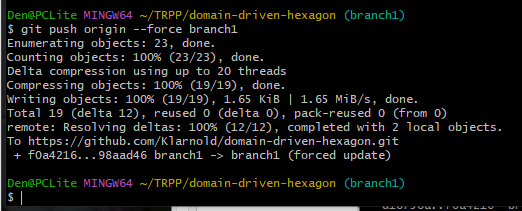 Den@PCLite MINGW64 ~/TRPP/domain-driven-hexagon (branch1)
$ git push origin --force branch1
Enumerating objects: 23, done.
Counting objects: 100% (23/23), done.
Delta compression using up to 20 threads
Compressing objects: 100% (19/19), done.
Writing objects: 100% (19/19), 1.65 KiB | 1.65 MiB/s, done.
Total 19 (delta 12), reused 0 (delta 0), pack-reused 0 (from 0)
remote: Resolving deltas: 100% (12/12), completed with 2 local objects.
To https://github.com/Klarnold/domain-driven-hexagon.git
 + f0a4216...98aad46 branch1 -> branch1 (forced update)
Den@PCLite MINGW64 ~/TRPP/domain-driven-hexagon (branch1)
$